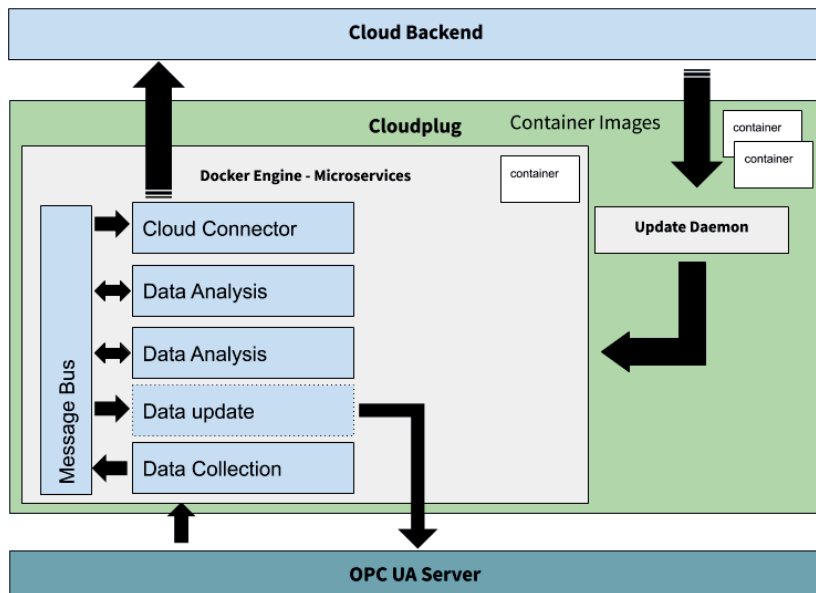 Cloud Backend
Cloudplug
Container Images
container
container
Docker Engine - Microservices
container
Update Daemon
Message Bus
Cloud Connector
Data Analysis
Data Analysis
Data update
Data Collection
OPC UA Server